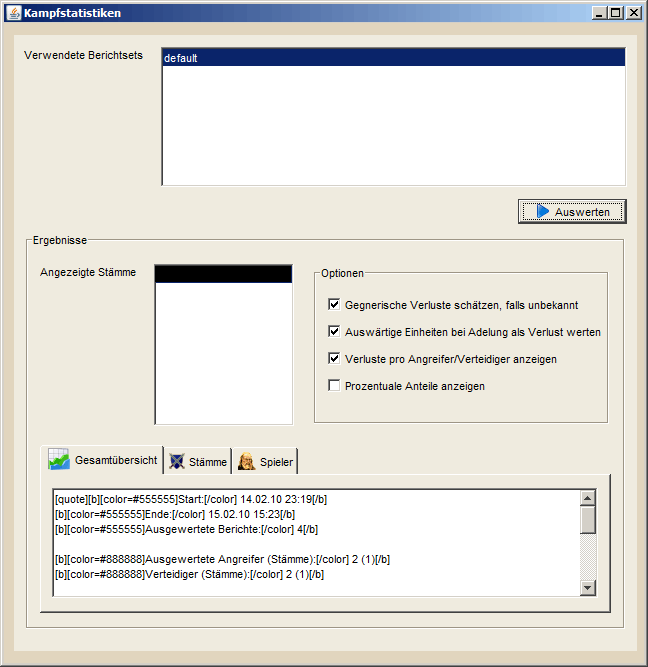 Kampfstatistiken
Verwendete Berichtsets
default
Auswerten
Ergebnisse
Angezeigte Stämme
Optionen
Gegnerische Verluste schätzen, falls unbekannt
Auswärtige Einheiten bei Adelung als Verlust werten
Verluste pro Angreifer/Verteidiger anzeigen
Prozentuale Anteile anzeigen
Gesamtübersicht
Stämme
Spieler
[quote][b][color=#555555]Start:[/color] 14.02.10 23:19[/b]
[b][color=#555555]Ende:[/color] 15.02.10 15:23[/b]
[b][color=#555555]Ausgewertete Berichte:[/color] 4[/b]
[b][color=#888888]Ausgewertete Angreifer (Stämme):[/color] 2 (1)[/b]
[b][color=#888888]Verteidiger (Stämme):[/color] 2 (1)[/b]